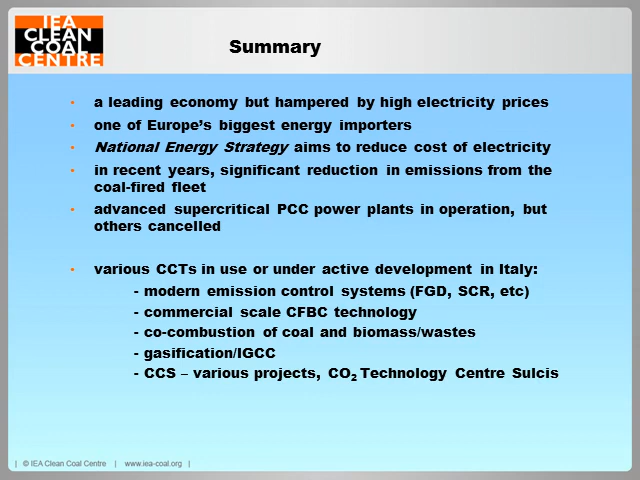 IEA
CLEAN
COAL
CENTRE
Summary
• a leading economy but hampered by high electricity prices
• one of Europe’s biggest energy importers
• National Energy Strategy aims to reduce cost of electricity
• in recent years, significant reduction in emissions from the
coal-fired fleet
• advanced supercritical PCC power plants in operation, but
others cancelled
• various CCTs in use or under active development in Italy:
- modern emission control systems (FGD, SCR, etc)
- commercial scale CFBC technology
- co-combustion of coal and biomass/wastes
- gasification/IGCC
- CCS – various projects, CO2 Technology Centre Sulcis
| © IEA Clean Coal Centre | www.iea-coal.org |